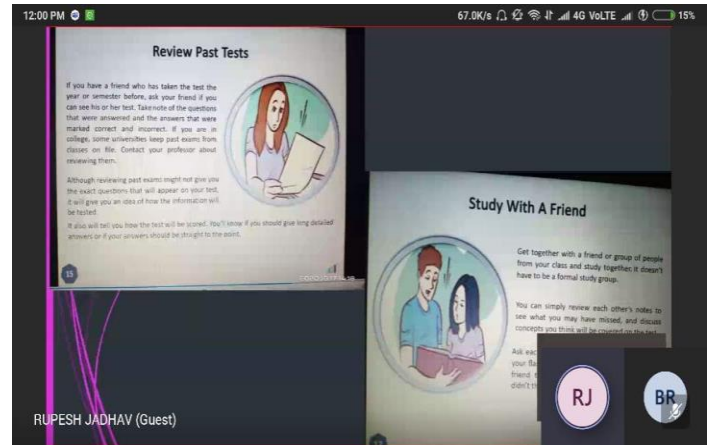 12:00 PM
67.0K/s 4G VoLTE 15%
Review Past Tests
If you have a friend who has taken the test the
year or semester before, ask your friend if you
can see his or her test. Take note of the questions
that were answered and the answers that were
marked correct and incorrect. If you are in
college, some universities keep past exams from
classes on file. Contact your professor about
reviewing them.
Although reviewing past exams might not give you
the exact questions that will appear on your test,
it will give you an idea of how the information will
be tested.
It also will tell you how the test will be scored. You'll know if you should give long detailed
answers or if your answers should be straight to the point.
15
Study With A Friend
Get together with a friend or group of people
from your class and study together, it doesn't
have to be a formal study group.
You can simply review each other's notes to
see what you may have missed, and discuss
concepts you think will be covered on the test.
Ask eac
your fla
friend t
didn't th
RJ
BR
RUPESH JADHAV (Guest)